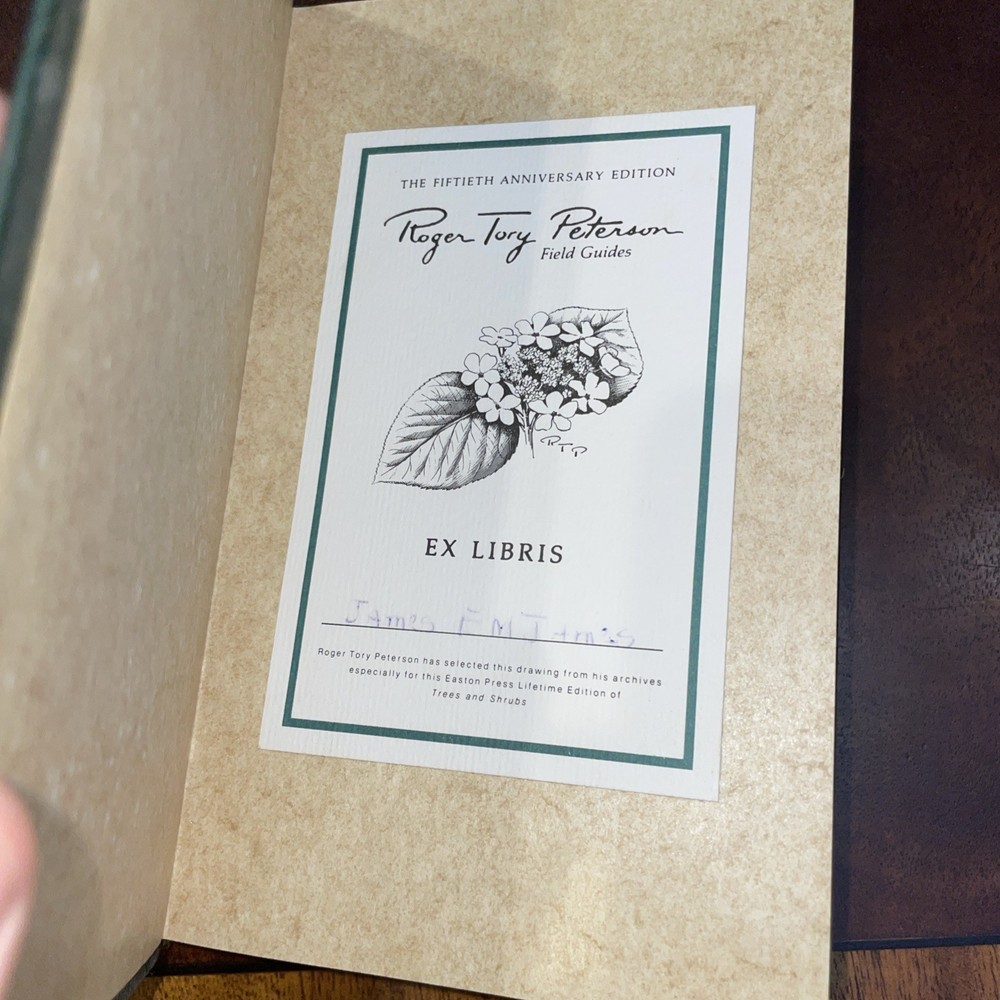 THE FIFTIETH ANNIVERSARY EDITION
Roger Tory Peterson
Field Guides
RTP
EX LIBRIS
James
Roger Tory Peterson has selected this drawing from his archives
especially for this Easton Press Lifetime Edition of
Trees and Shrubs